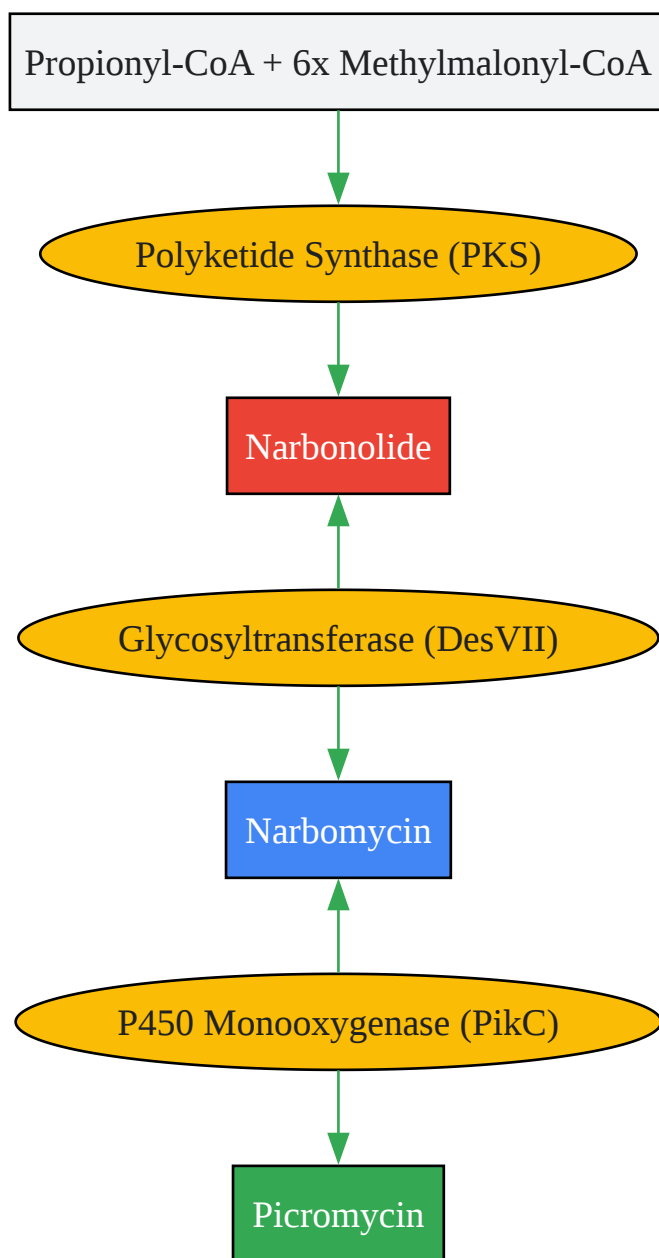 Propionyl-CoA + 6x Methylmalonyl-CoA
Polyketide Synthase (PKS)
Narbonolide
Glycosyltransferase (DesVII)
Narbomycin
P450 Monooxygenase (PikC)
Picromycin